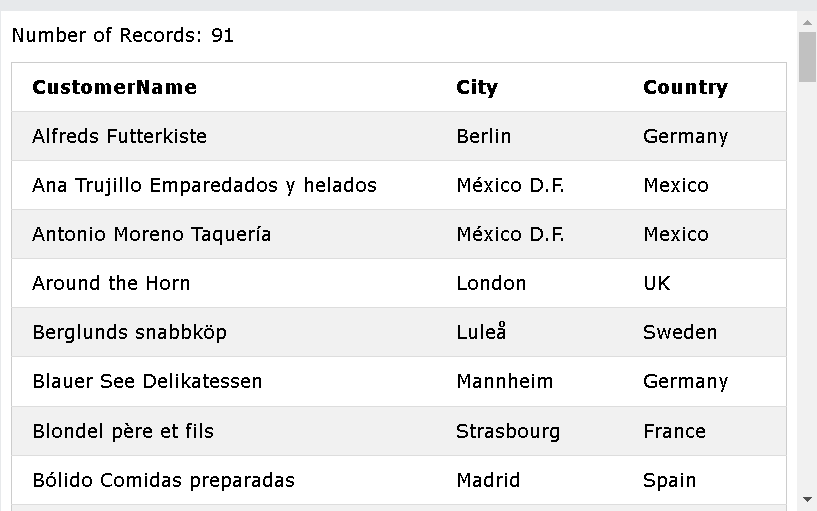 Number of Records: 91
CustomerName City Country
Alfreds Futterkiste Berlin Germany
Ana Trujillo Emparedados y helados México D.F. Mexico
Antonio Moreno Taquería México D.F. Mexico
Around the Horn London UK
Berglunds snabbköp Luleå Sweden
Blauer See Delikatessen Mannheim Germany
Blondel père et fils Strasbourg France
Bólido Comidas preparadas Madrid Spain